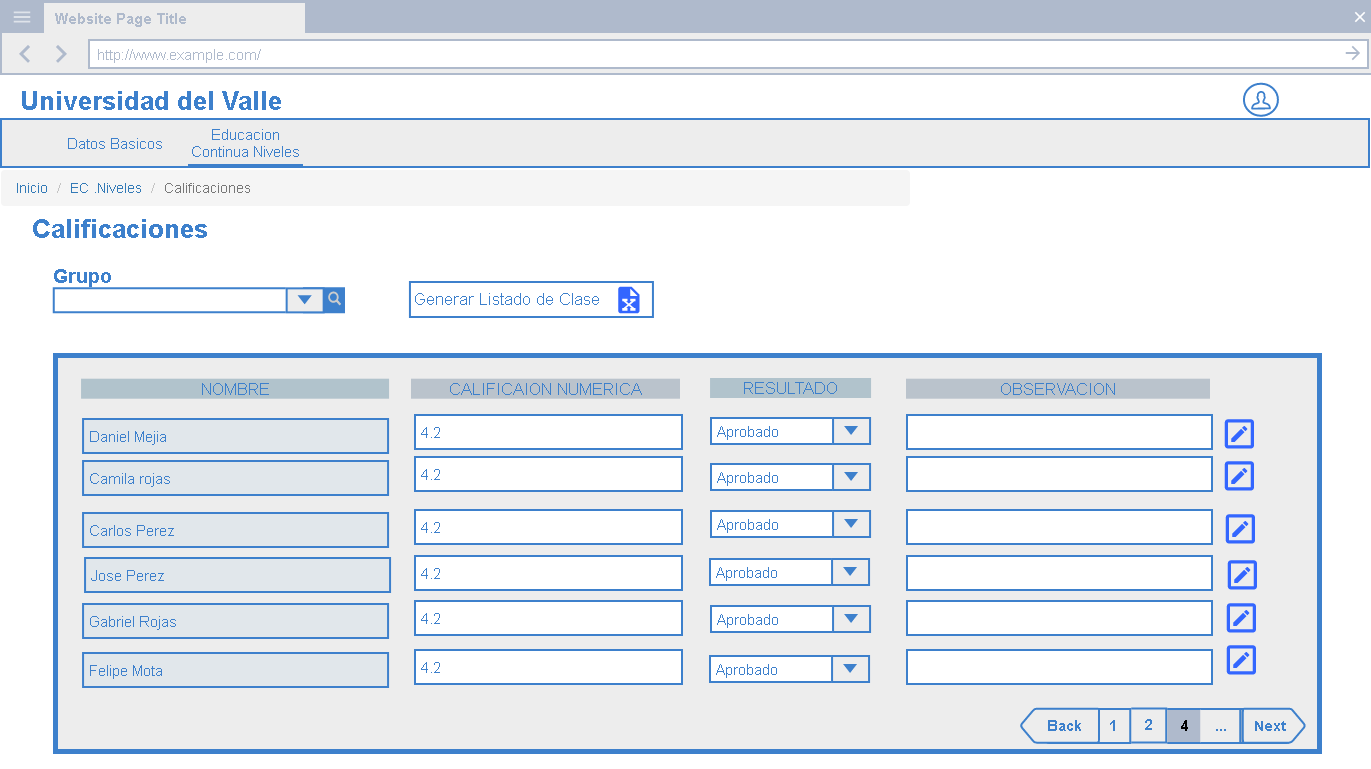 Website Page Title
http://www.example.com/
Universidad del Valle
Datos Basicos
Educacion
Continua Niveles
Inicio / EC .Niveles / Calificaciones
Calificaciones
Grupo
Generar Listado de Clase
NOMBRE CALIFICAION NUMERICA RESULTADO OBSERVACION
Daniel Mejia 4.2 Aprobado
Camila rojas 4.2 Aprobado
Carlos Perez 4.2 Aprobado
Jose Perez 4.2 Aprobado
Gabriel Rojas 4.2 Aprobado
Felipe Mota 4.2 Aprobado
Back 1 2 4 ... Next